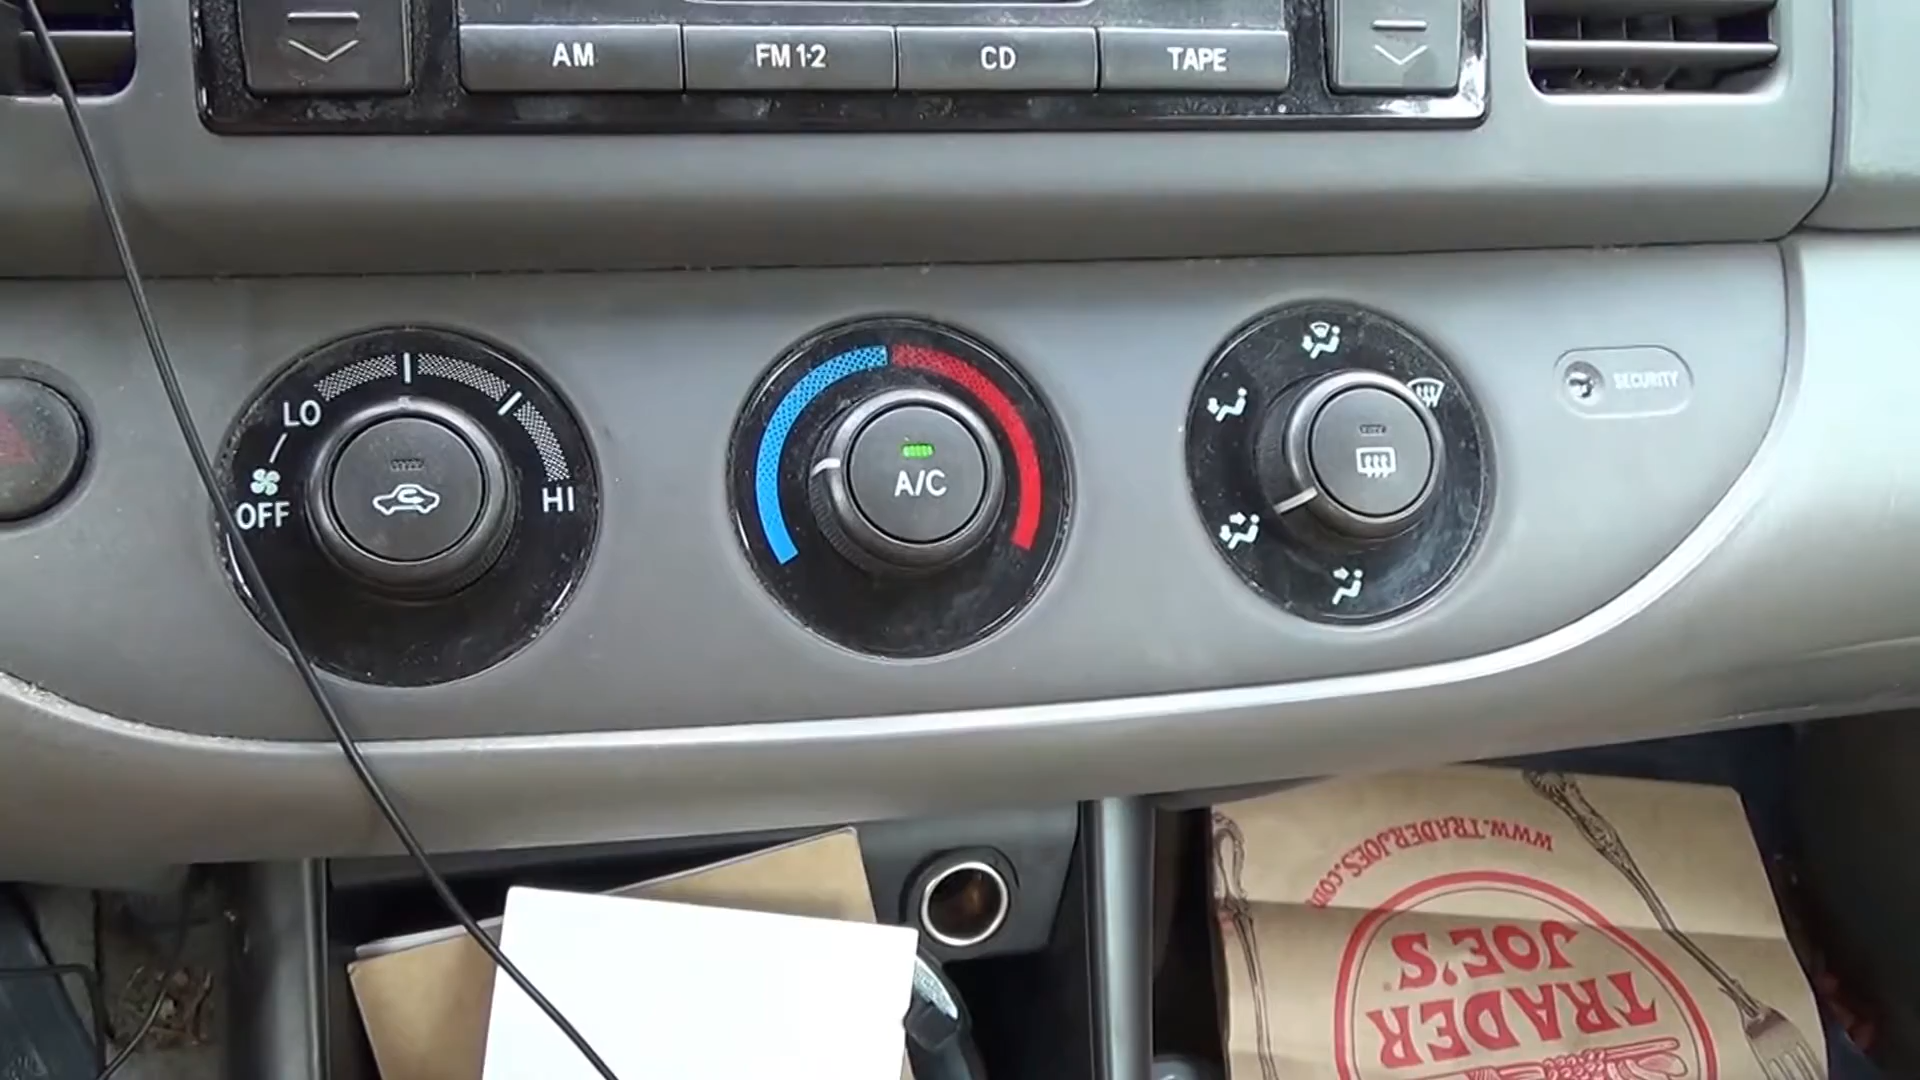 AM
FM 1·2
CD
TAPE
LO
OFF
HI
A/C
SECURITY
WWW.TRADERJOES.COM
TRADER
JOE'S